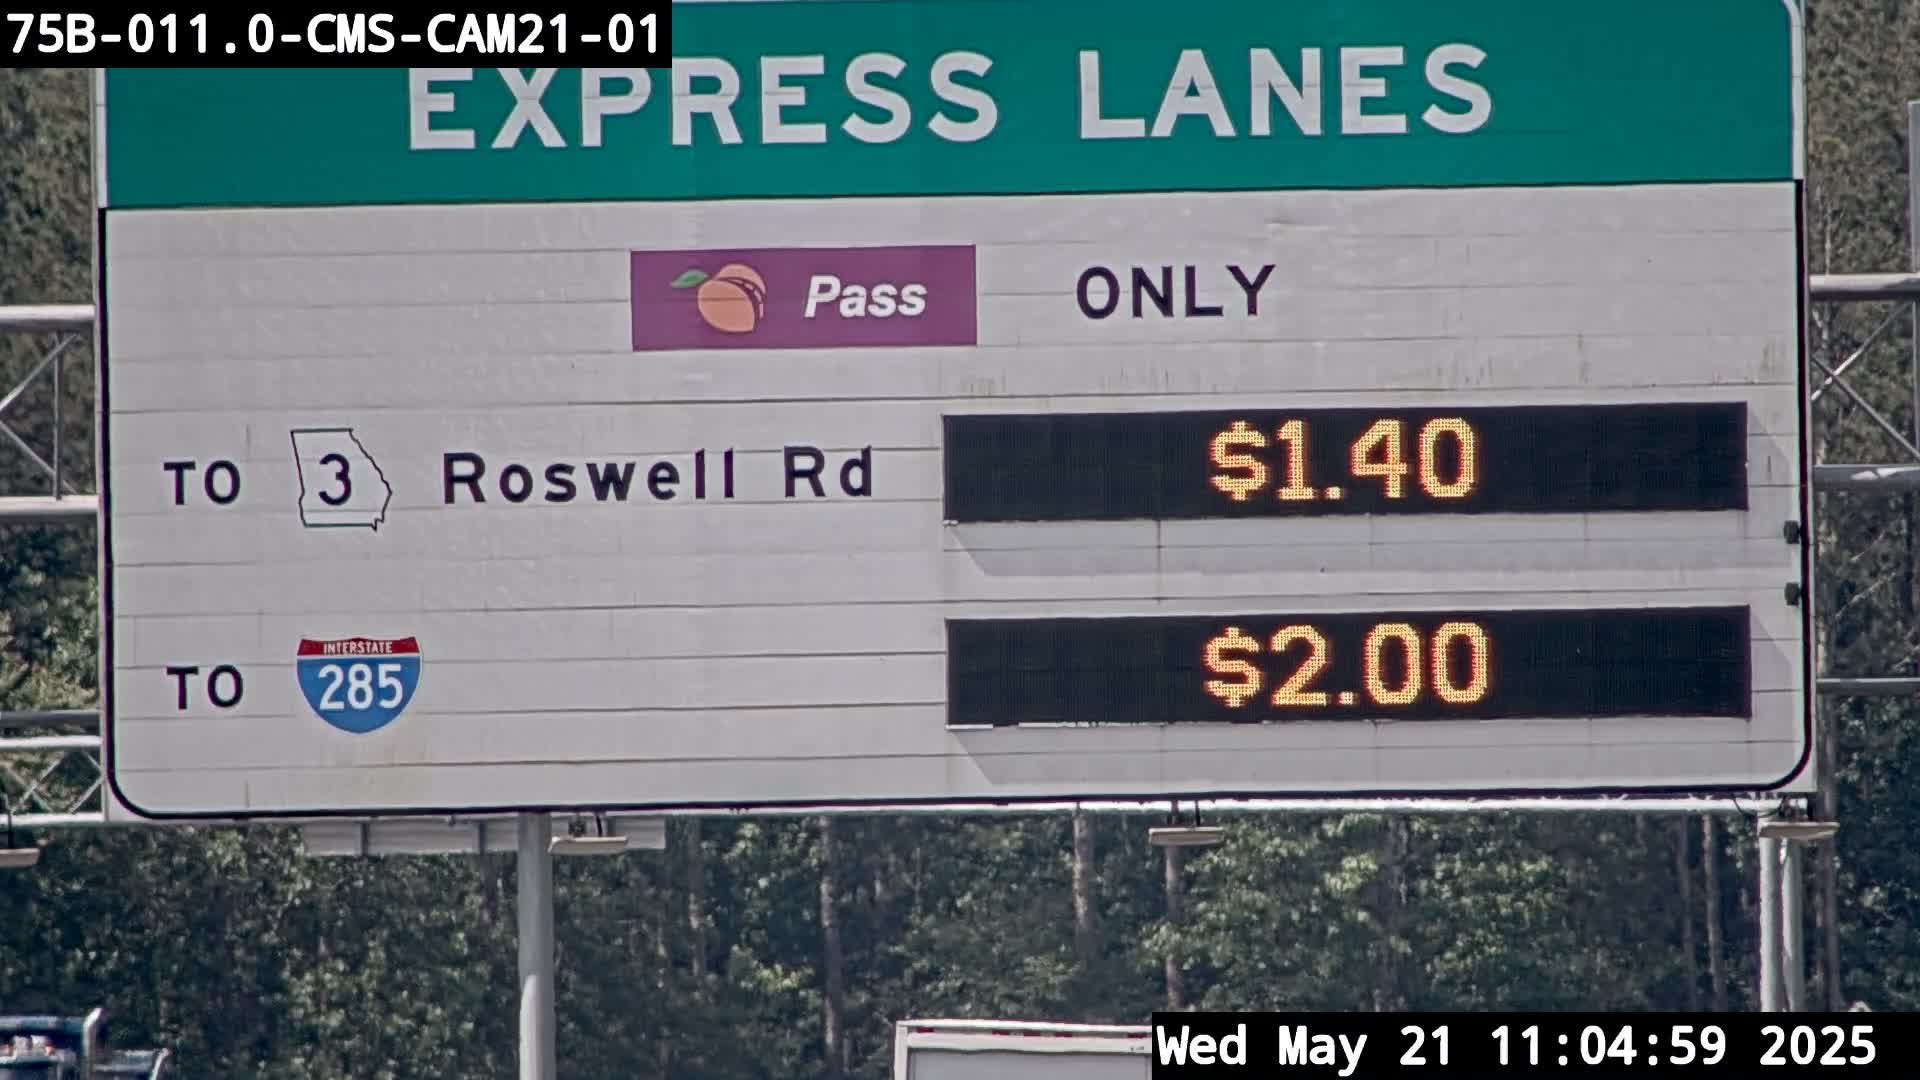 75B-011.0-CMS-CAM21-01
EXPRESS LANES
Pass ONLY
TO 3 Roswell Rd $1.40
TO INTERSTATE 285 $2.00
Wed May 21 11:04:59 2025